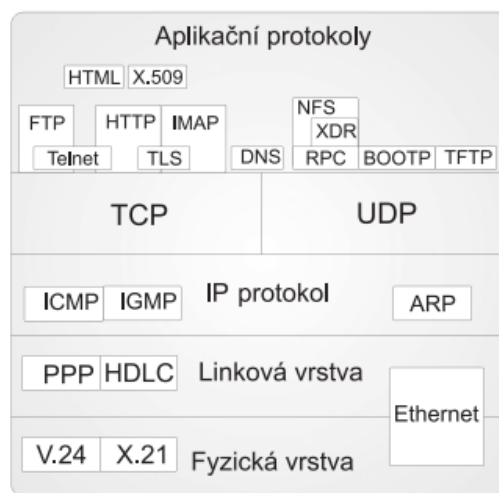 Aplikační protokoly
HTML X.509
NFS
FTP HTTP IMAP XDR
Telnet TLS DNS RPC BOOTP TFTP
TCP UDP
ICMP IGMP IP protokol ARP
PPP HDLC Linková vrstva
Ethernet
V.24 X.21 Fyzická vrstva